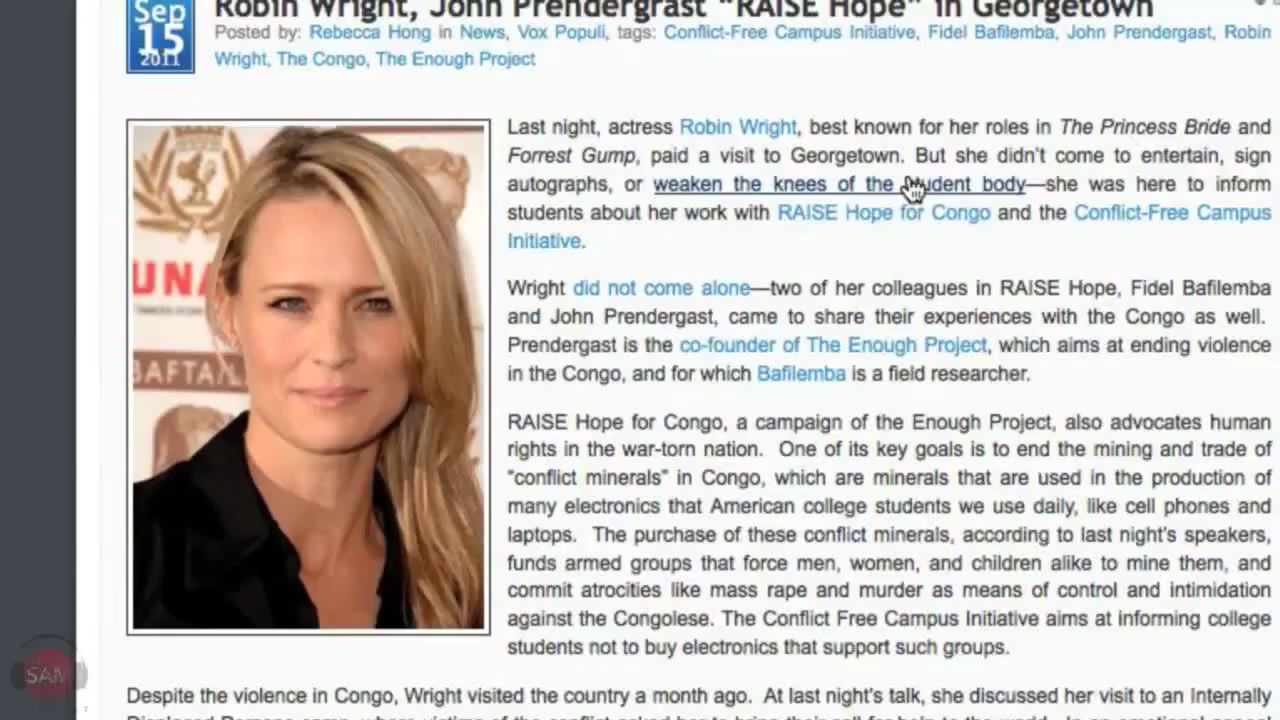 Robin Wright, John Prendergrast "RAISE Hope" in Georgetown
Sep
15
2011
Posted by: Rebecca Hong in News, Vox Populi, tags: Conflict-Free Campus Initiative, Fidel Bafilemba, John Prendergast, Robin
Wright, The Congo, The Enough Project
Last night, actress Robin Wright, best known for her roles in The Princess Bride and
Forrest Gump, paid a visit to Georgetown. But she didn't come to entertain, sign
autographs, or weaken the knees of the student body—she was here to inform
students about her work with RAISE Hope for Congo and the Conflict-Free Campus
Initiative.
Wright did not come alone—two of her colleagues in RAISE Hope, Fidel Bafilemba
and John Prendergast, came to share their experiences with the Congo as well.
Prendergast is the co-founder of The Enough Project, which aims at ending violence
in the Congo, and for which Bafilemba is a field researcher.
RAISE Hope for Congo, a campaign of the Enough Project, also advocates human
rights in the war-torn nation. One of its key goals is to end the mining and trade of
"conflict minerals" in Congo, which are minerals that are used in the production of
many electronics that American college students we use daily, like cell phones and
laptops. The purchase of these conflict minerals, according to last night's speakers,
funds armed groups that force men, women, and children alike to mine them, and
commit atrocities like mass rape and murder as means of control and intimidation
against the Congolese. The Conflict Free Campus Initiative aims at informing college
students not to buy electronics that support such groups.
Despite the violence in Congo, Wright visited the country a month ago. At last night's talk, she discussed her visit to an Internally
UNA
BAFTA/L
SAM